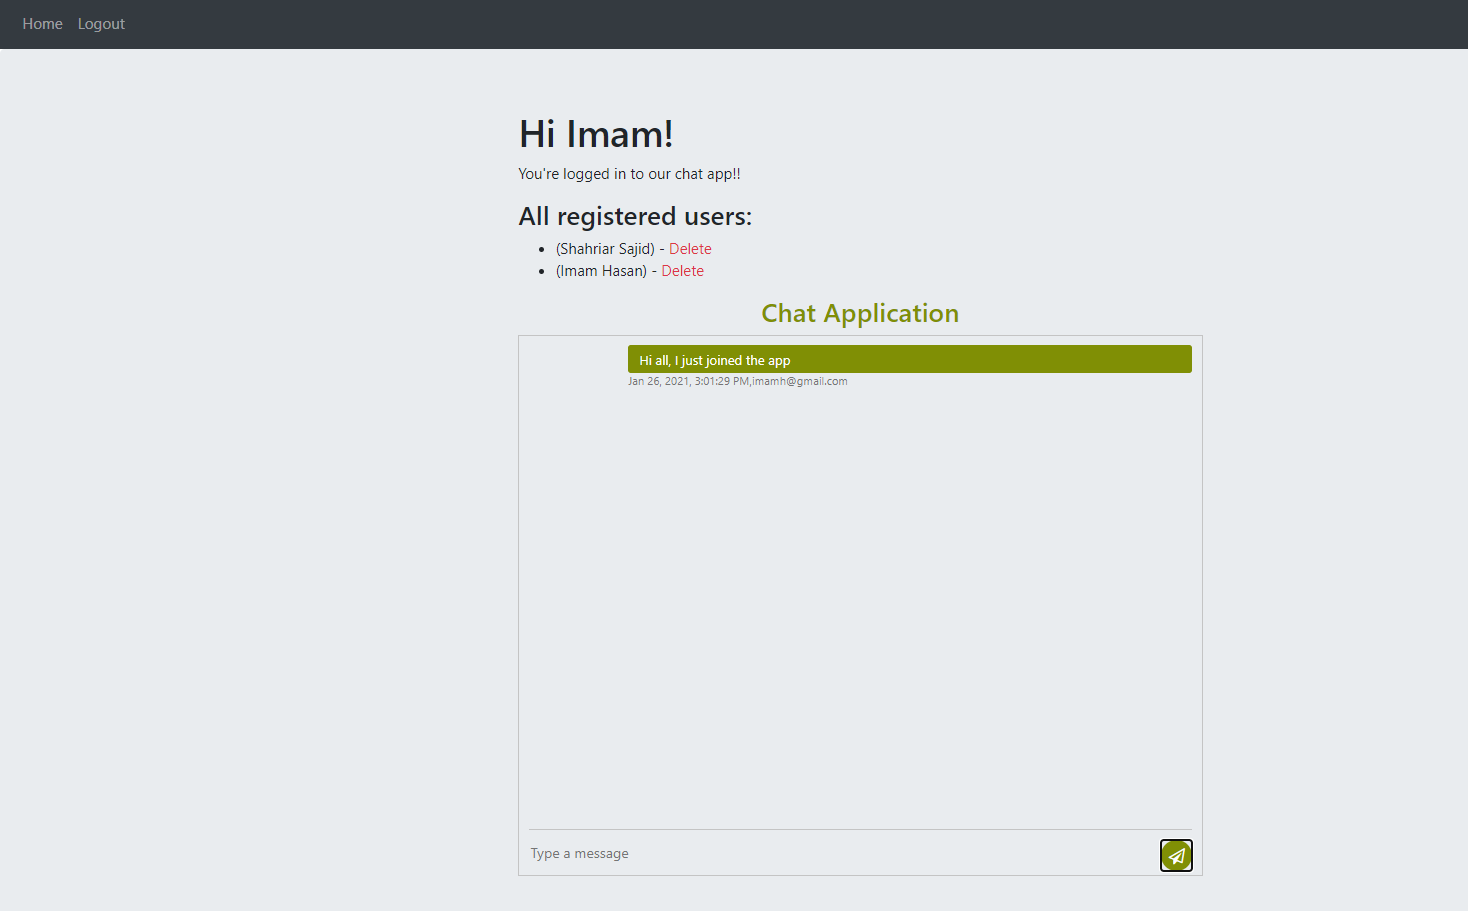 Home Logout
Hi Imam!
You're logged in to our chat app!!
All registered users:
(Shahriar Sajid) - Delete
(Imam Hasan) - Delete
Chat Application
Hi all, I just joined the app
Jan 26, 2021, 3:01:29 PM,imamh@gmail.com
Type a message